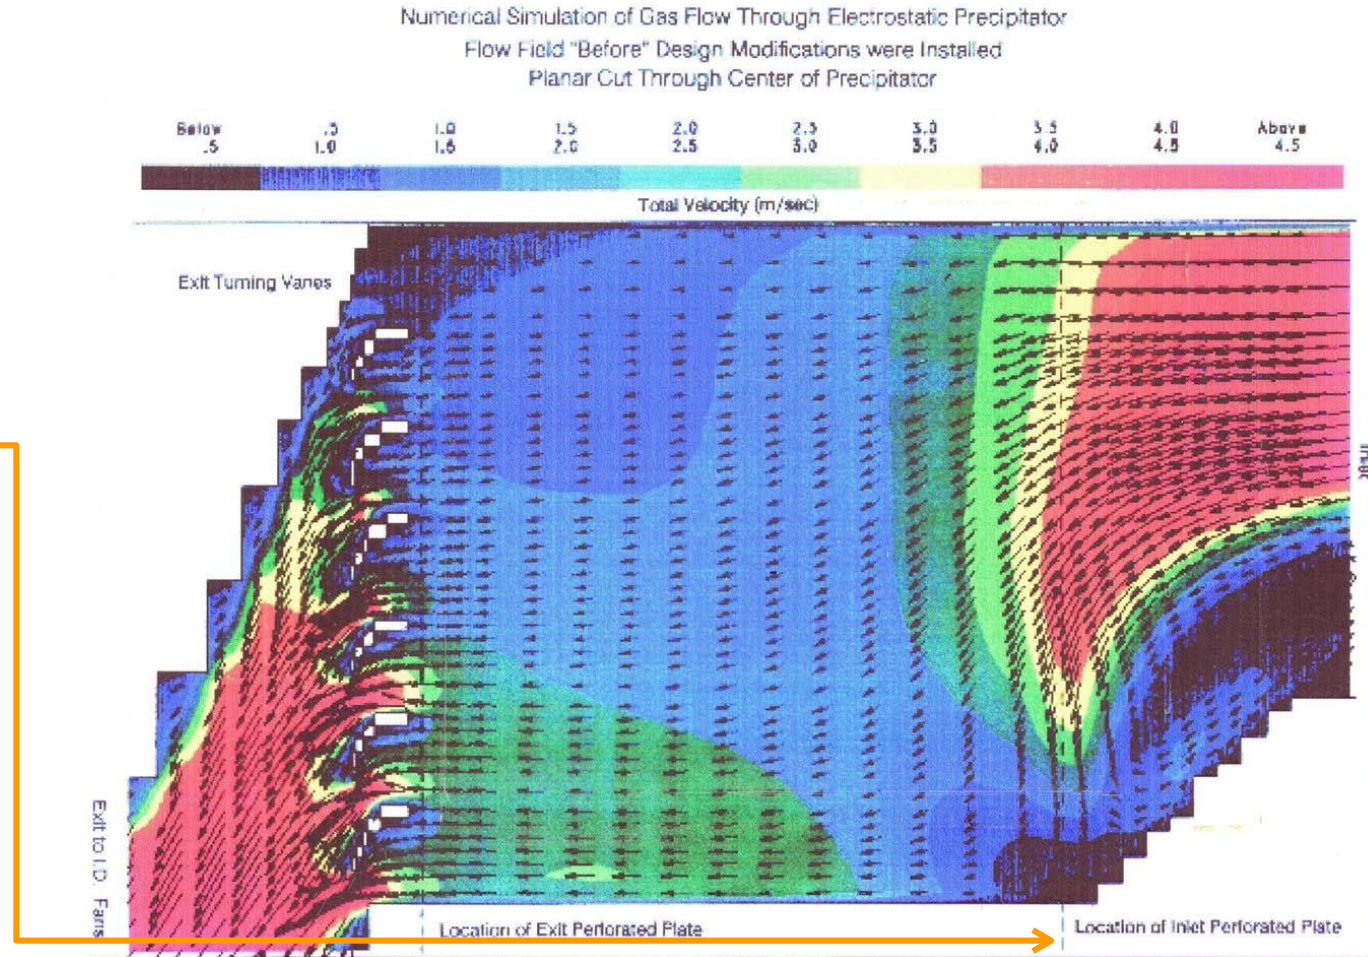 Numerical Simulation of Gas Flow Through Electrostatic Precipitator
Flow Field "Before" Design Modifications were Installed
Planar Cut Through Center of Precipitator
Below .5 1.0 1.5 2.0 2.5 3.0 3.5 4.0 Above
.5 1.0 1.5 2.0 2.5 3.0 3.5 4.0 4.5 4.5
Total Velocity (m/sec)
Exit Turning Vanes
Inlet
Exit to I.D. Fans
Location of Exit Perforated Plate
Location of Inlet Perforated Plate